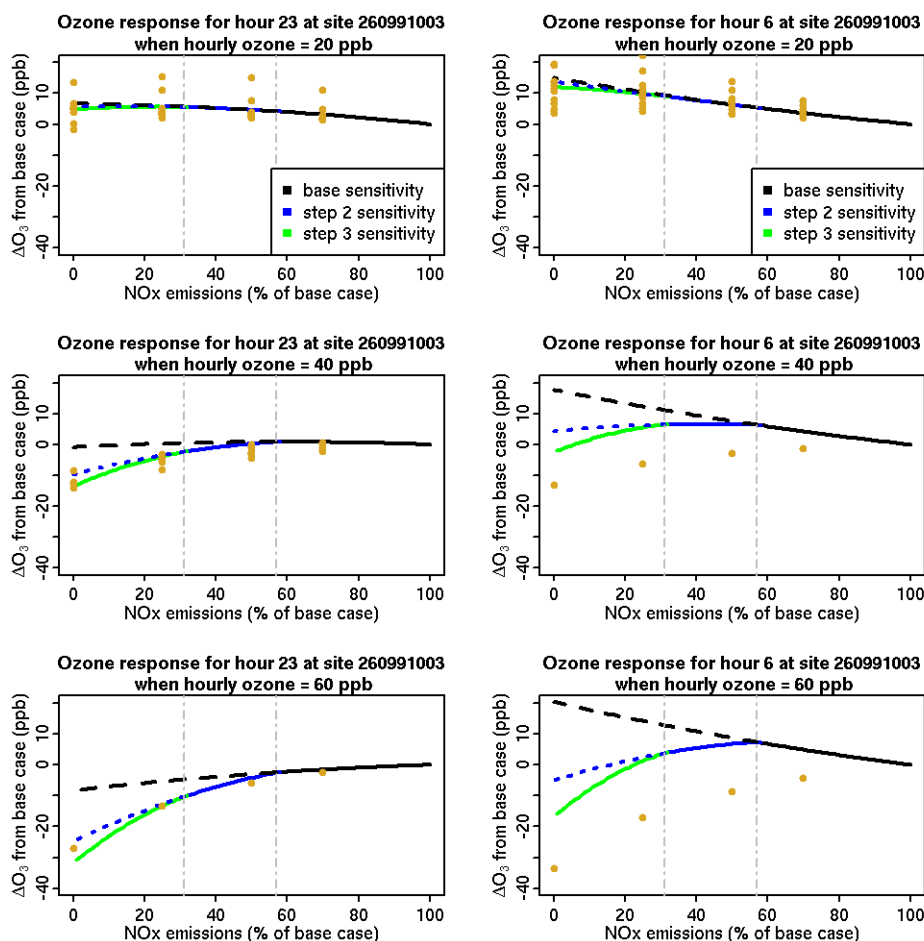 Ozone response for hour 23 at site 260991003
when hourly ozone = 20 ppb
ΔO₃ from base case (ppb)
10
0
-20
-40
base sensitivity
step 2 sensitivity
step 3 sensitivity
0 20 40 60 80 100
NOx emissions (% of base case)
Ozone response for hour 6 at site 260991003
when hourly ozone = 20 ppb
ΔO₃ from base case (ppb)
10
0
-20
-40
base sensitivity
step 2 sensitivity
step 3 sensitivity
0 20 40 60 80 100
NOx emissions (% of base case)
Ozone response for hour 23 at site 260991003
when hourly ozone = 40 ppb
ΔO₃ from base case (ppb)
10
0
-20
-40
0 20 40 60 80 100
NOx emissions (% of base case)
Ozone response for hour 6 at site 260991003
when hourly ozone = 40 ppb
ΔO₃ from base case (ppb)
10
0
-20
-40
0 20 40 60 80 100
NOx emissions (% of base case)
Ozone response for hour 23 at site 260991003
when hourly ozone = 60 ppb
ΔO₃ from base case (ppb)
10
0
-20
-40
0 20 40 60 80 100
NOx emissions (% of base case)
Ozone response for hour 6 at site 260991003
when hourly ozone = 60 ppb
ΔO₃ from base case (ppb)
10
0
-20
-40
0 20 40 60 80 100
NOx emissions (% of base case)